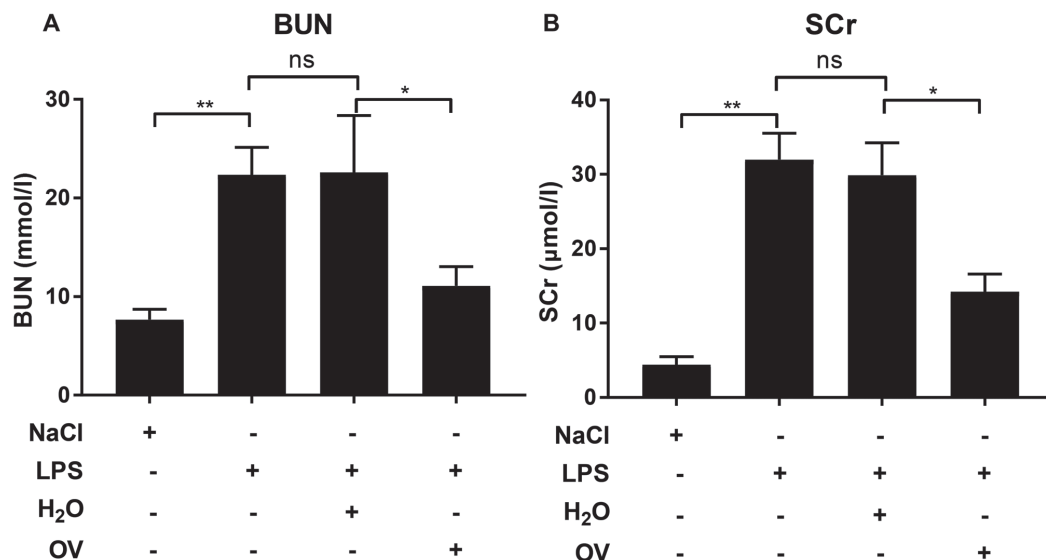 A BUN
ns
**
*
BUN (mmol/l)
30
20
10
0
NaCl + - - -
LPS - + + +
H₂O - - + -
OV - - - +
B SCr
ns
**
*
SCr (μmol/l)
40
30
20
10
0
NaCl + - - -
LPS - + + +
H₂O - - + -
OV - - - +